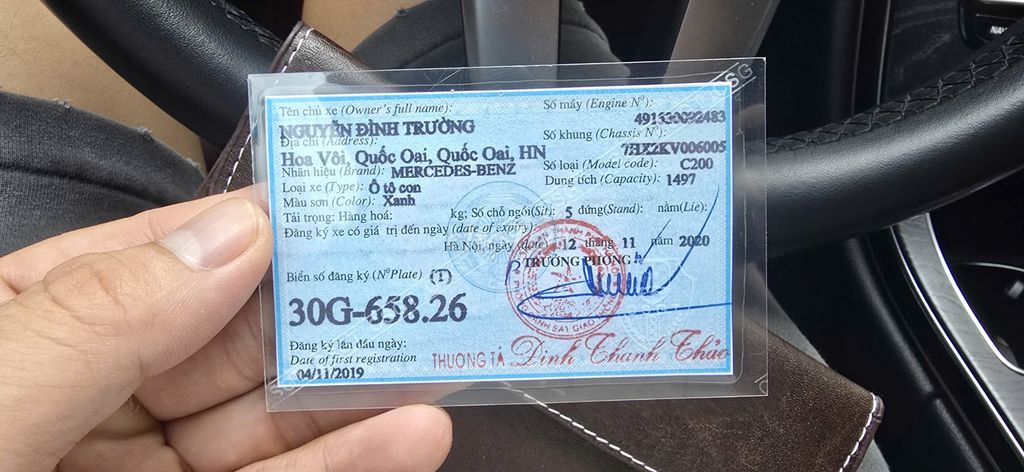 Tên chủ xe (Owner's full name):
NGUYỄN ĐÌNH TRƯỜNG
Địa chỉ (Address):
Hoa Vôi, Quốc Oai, Quốc Oai, HN
Nhãn hiệu (Brand): MERCEDES-BENZ
Loại xe (Type): Ô tô con
Màu sơn (Color): Xanh
Số máy (Engine Nº):
Số khung (Chassis Nº):
Số loại (Model code): C200
Dung tích (Capacity): 1497
Tải trọng: Hàng hoá: kg; Số chỗ ngồi(Sit): 5 đứng(Stand): nằm(Lie):
Đăng ký xe có giá trị đến ngày (date of expiry):
Hà Nội, ngày (date) 12 tháng 11 năm 2020
TRƯỞNG PHÒNG
Biển số đăng ký (NºPlate) (T)
30G-658.26
Đăng ký lần đầu ngày:
Date of first registration
04/11/2019
THƯỢNG TÁ Đinh Thanh Thảo